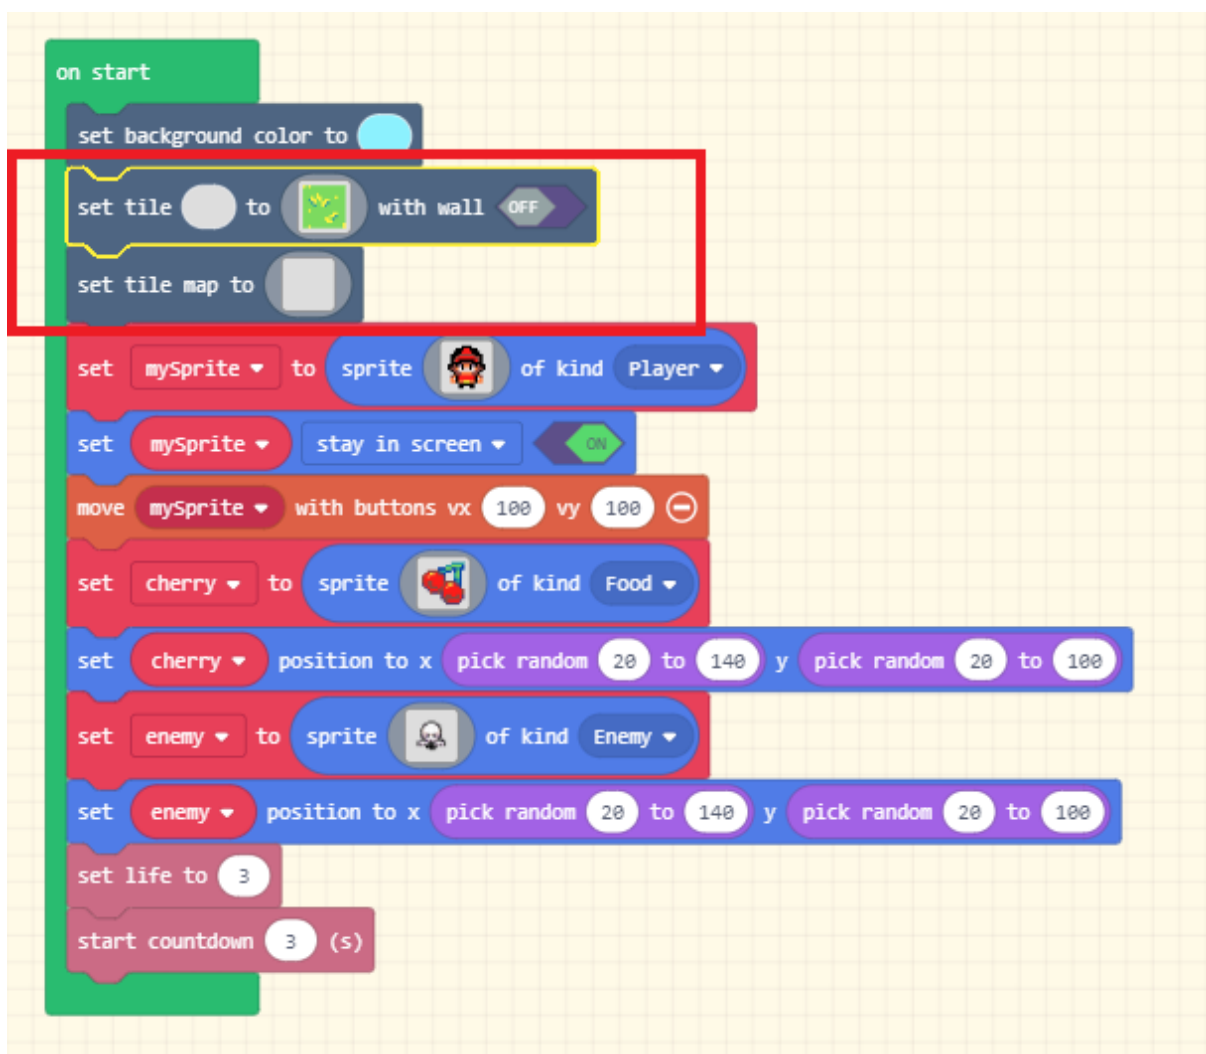 on start
set background color to
set tile to with wall OFF
set tile map to
set mySprite to sprite of kind Player
set mySprite stay in screen ON
move mySprite with buttons vx 100 vy 100
set cherry to sprite of kind Food
set cherry position to x pick random 20 to 140 y pick random 20 to 100
set enemy to sprite of kind Enemy
set enemy position to x pick random 20 to 140 y pick random 20 to 100
set life to 3
start countdown 3 (s)